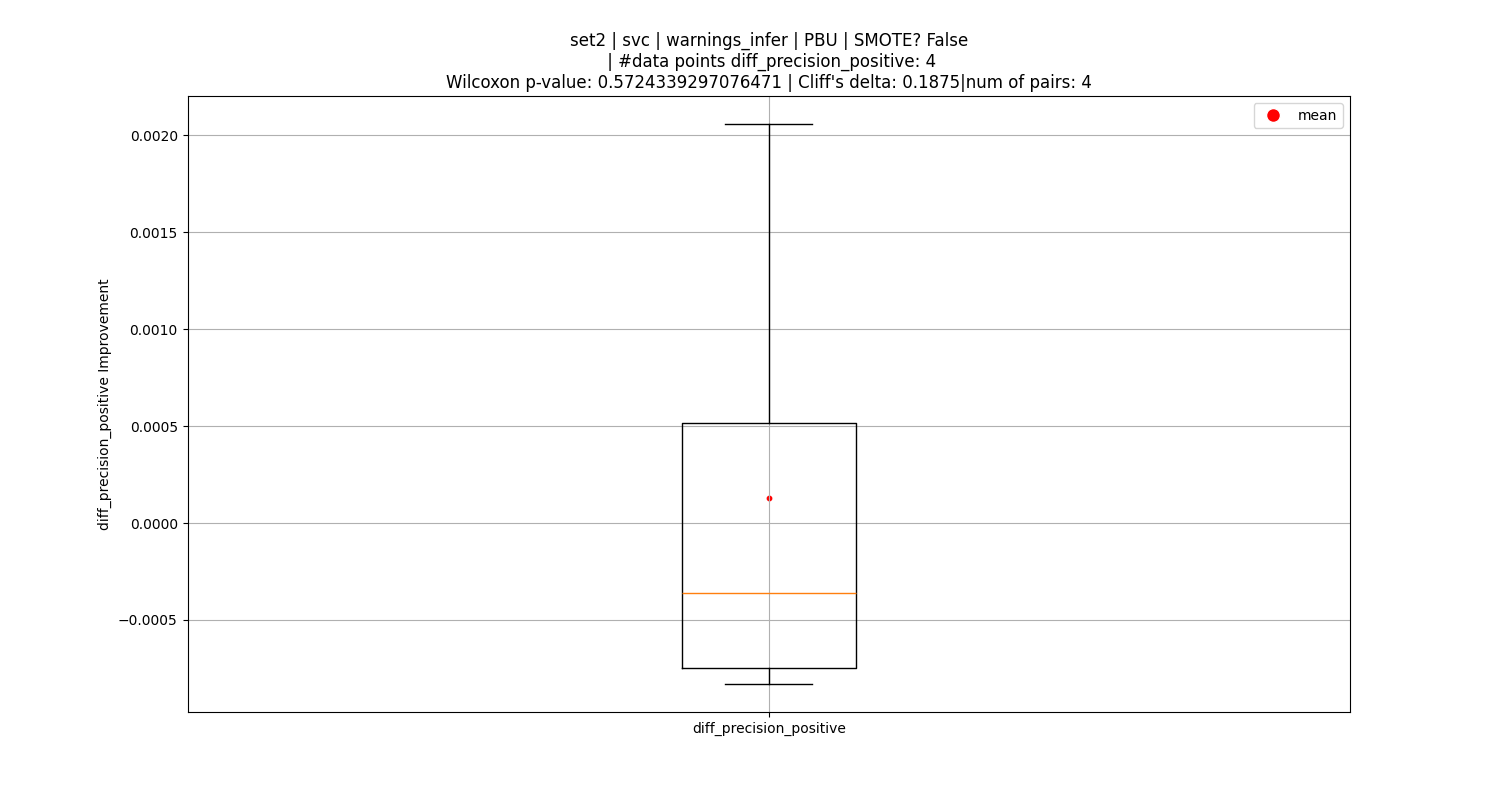 set2 | svc | warnings_infer | PBU | SMOTE? False
| #data points diff_precision_positive: 4
Wilcoxon p-value: 0.5724339297076471 | Cliff's delta: 0.1875|num of pairs: 4
mean
0.0020
0.0015
0.0010
0.0005
0.0000
−0.0005
diff_precision_positive Improvement
diff_precision_positive